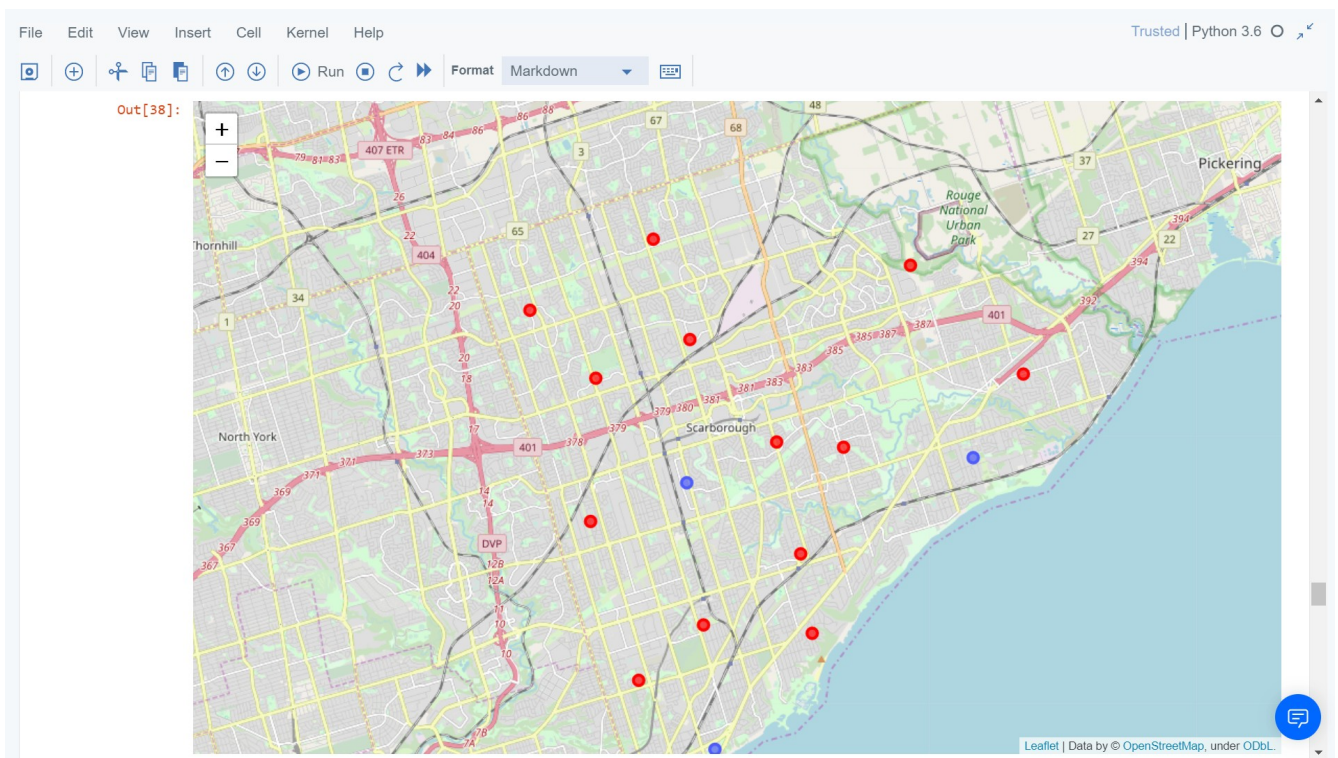 File Edit View Insert Cell Kernel Help
Trusted | Python 3.6
Run
Format Markdown
Out[38]:
+
−
88
86
86
84
83
407 ETR
79 81 83
3
67
68
48
37
Pickering
26
Rouge
National
Urban
Park
394
27
22
22
65
404
Thornhill
394
34
22
20
1
392
401
387
385 387
385
20
18
383
383
381
381
379 380
379
Scarborough
17
North York
401
378
373
371
371
369
14
14
369
DVP
367
367
12B
12A
11
10
10
7B
7A
Leaflet | Data by © OpenStreetMap, under ODbL.